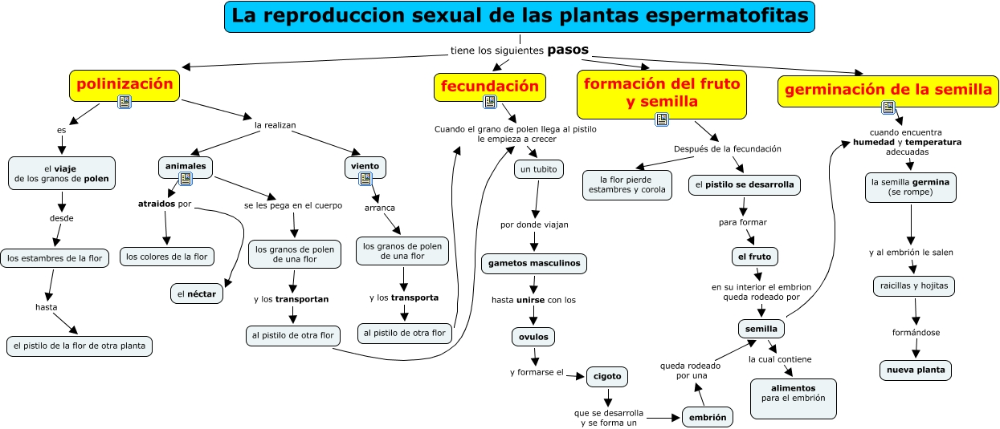 La reproduccion sexual de las plantas espermatofitas
tiene los siguientes pasos
polinización
es
el viaje
de los granos de polen
desde
los estambres de la flor
hasta
el pistilo de la flor de otra planta
la realizan
animales
atraidos por
los colores de la flor
el néctar
se les pega en el cuerpo
los granos de polen
de una flor
y los transportan
al pistilo de otra flor
viento
arranca
los granos de polen
de una flor
y los transporta
al pistilo de otra flor
fecundación
Cuando el grano de polen llega al pistilo
le empieza a crecer
un tubito
por donde viajan
gametos masculinos
hasta unirse con los
ovulos
y formarse el
cigoto
que se desarrolla
y se forma un
embrión
queda rodeado
por una
formación del fruto
y semilla
Después de la fecundación
la flor pierde
estambres y corola
el pistilo se desarrolla
para formar
el fruto
en su interior el embrion
queda rodeado por
semilla
la cual contiene
alimentos
para el embrión
germinación de la semilla
cuando encuentra
humedad y temperatura
adecuadas
la semilla germina
(se rompe)
y al embrión le salen
raicillas y hojitas
formándose
nueva planta